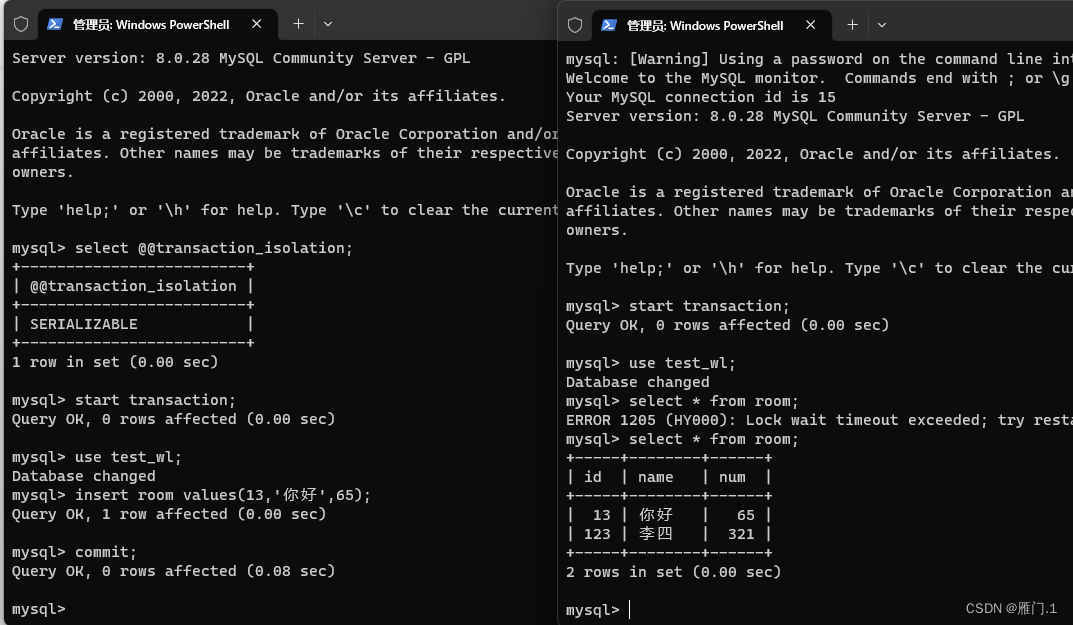 管理员: Windows PowerShell
Server version: 8.0.28 MySQL Community Server - GPL
Copyright (c) 2000, 2022, Oracle and/or its affiliates.
Oracle is a registered trademark of Oracle Corporation and/or
affiliates. Other names may be trademarks of their respective
owners.
Type 'help;' or '\h' for help. Type '\c' to clear the current
mysql> select @@transaction_isolation;
+-------------------------+
| @@transaction_isolation |
+-------------------------+
| SERIALIZABLE            |
+-------------------------+
1 row in set (0.00 sec)
mysql> start transaction;
Query OK, 0 rows affected (0.00 sec)
mysql> use test_wl;
Database changed
mysql> insert room values(13,'你好',65);
Query OK, 1 row affected (0.00 sec)
mysql> commit;
Query OK, 0 rows affected (0.08 sec)
mysql>
管理员: Windows PowerShell
mysql: [Warning] Using a password on the command line int
Welcome to the MySQL monitor.  Commands end with ; or \g
Your MySQL connection id is 15
Server version: 8.0.28 MySQL Community Server - GPL
Copyright (c) 2000, 2022, Oracle and/or its affiliates.
Oracle is a registered trademark of Oracle Corporation a
affiliates. Other names may be trademarks of their respec
owners.
Type 'help;' or '\h' for help. Type '\c' to clear the cu
mysql> start transaction;
Query OK, 0 rows affected (0.00 sec)
mysql> use test_wl;
Database changed
mysql> select * from room;
ERROR 1205 (HY000): Lock wait timeout exceeded; try resta
mysql> select * from room;
+-----+--------+------+
| id  | name   | num  |
+-----+--------+------+
|  13 | 你好   |   65 |
| 123 | 李四   |  321 |
+-----+--------+------+
2 rows in set (0.00 sec)
mysql>
CSDN @雁门.1